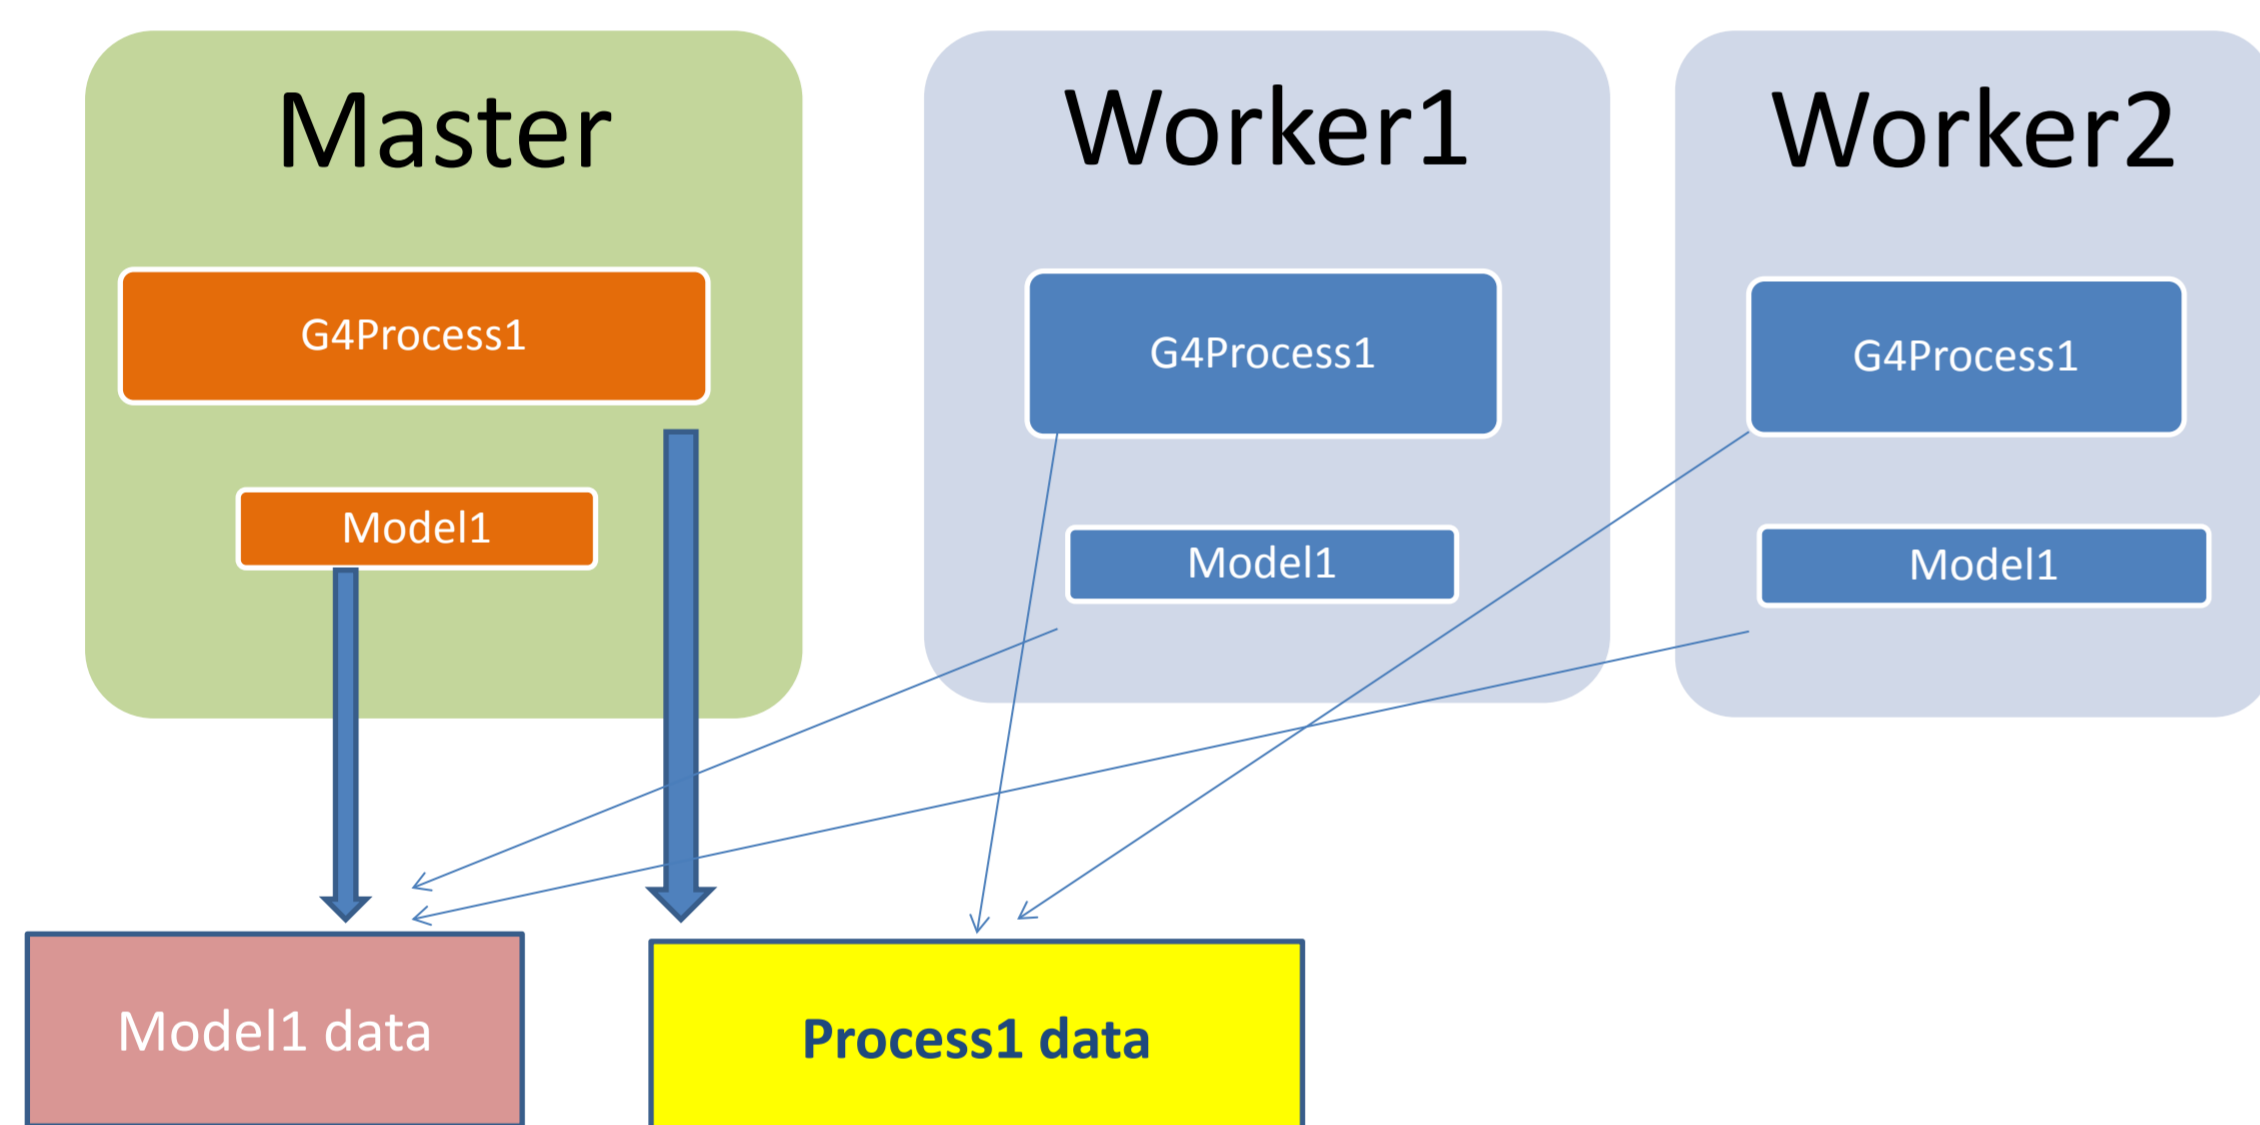 Master
G4Process1
Model1
Worker1
G4Process1
Model1
Worker2
G4Process1
Model1
Model1 data
Process1 data